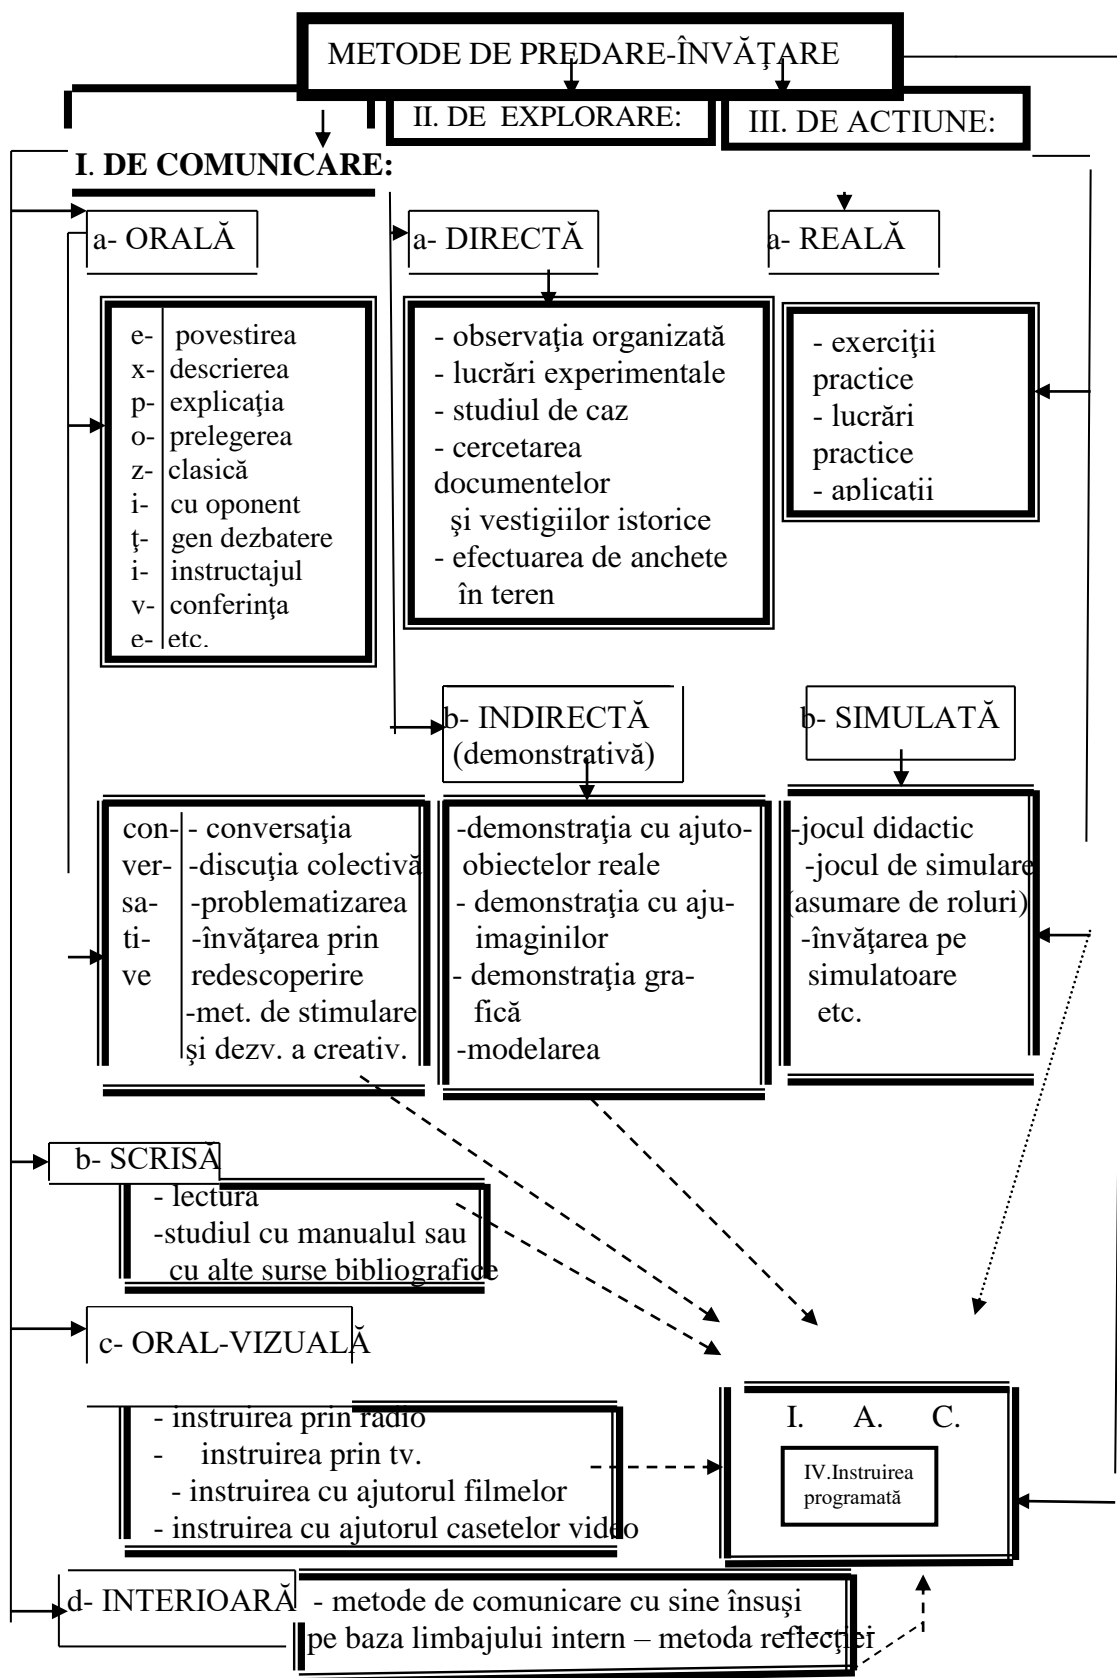 METODE DE PREDARE-ÎNVĂŢARE
II. DE EXPLORARE:
III. DE ACŢIUNE:
I. DE COMUNICARE:
a- ORALĂ
a- DIRECTĂ
a- REALĂ
e- povestirea
x- descrierea
p- explicaţia
o- prelegerea
z- clasică
i- cu oponent
ţ- gen dezbatere
i- instructajul
v- conferinţa
e- etc.
- observaţia organizată
- lucrări experimentale
- studiul de caz
- cercetarea
documentelor
şi vestigiilor istorice
- efectuarea de anchete
în teren
- exerciţii
practice
- lucrări
practice
- aplicaţii
b- INDIRECTĂ
(demonstrativă)
b- SIMULATĂ
con- - conversaţia
ver- -discuţia colectivă
sa- -problematizarea
ti- -învăţarea prin
ve redescoperire
-met. de stimulare
şi dezv. a creativ.
-demonstraţia cu ajuto-
obiectelor reale
- demonstraţia cu aju-
imaginilor
- demonstraţia gra-
fică
-modelarea
-jocul didactic
-jocul de simulare
(asumare de roluri)
-învăţarea pe
simulatoare
etc.
b- SCRISĂ
- lectura
-studiul cu manualul sau
cu alte surse bibliografice
c- ORAL-VIZUALĂ
- instruirea prin radio
- instruirea prin tv.
- instruirea cu ajutorul filmelor
- instruirea cu ajutorul casetelor video
I. A. C.
IV.Instruirea
programată
d- INTERIOARĂ
- metode de comunicare cu sine însuşi
pe baza limbajului intern – metoda reflecţiei